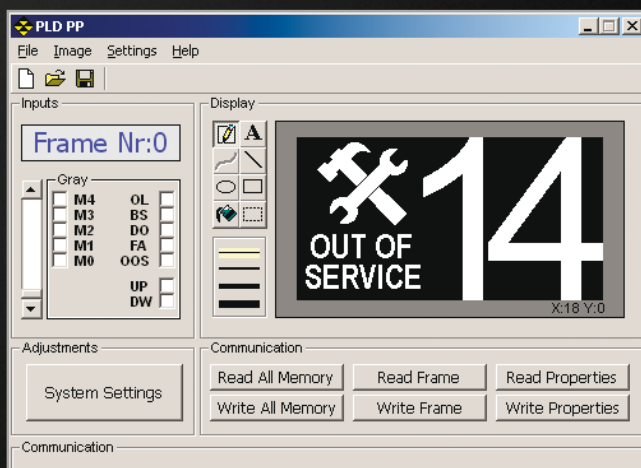 PLD PP
File Image Settings Help
Inputs
Frame Nr:0
Gray
M4 OL
M3 BS
M2 DO
M1 FA
M0 OOS
UP
DW
Display
A
OUT OF
SERVICE
14
X:18 Y:0
Adjustments
System Settings
Communication
Read All Memory Read Frame Read Properties
Write All Memory Write Frame Write Properties
Communication